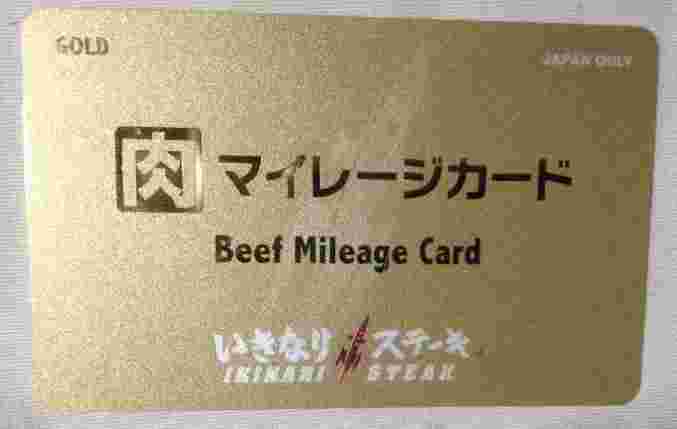 GOLD
JAPAN ONLY
肉 マイレージカード
Beef Mileage Card
いきなりステーキ
IKINARI STEAK